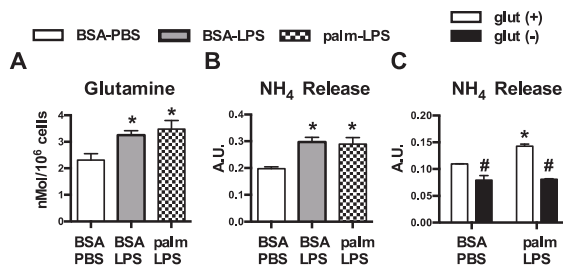 BSA-PBS BSA-LPS palm-LPS glut (+)
glut (-)
A B C
Glutamine NH4 Release NH4 Release
nMol/10^6 cells
4
3
2
1
0
* *
BSA PBS
BSA LPS
palm LPS
A.U.
0.4
0.3
0.2
0.1
0.0
* *
BSA PBS
BSA LPS
palm LPS
A.U.
0.20
0.15
0.10
0.05
0.00
# * #
BSA PBS
palm LPS